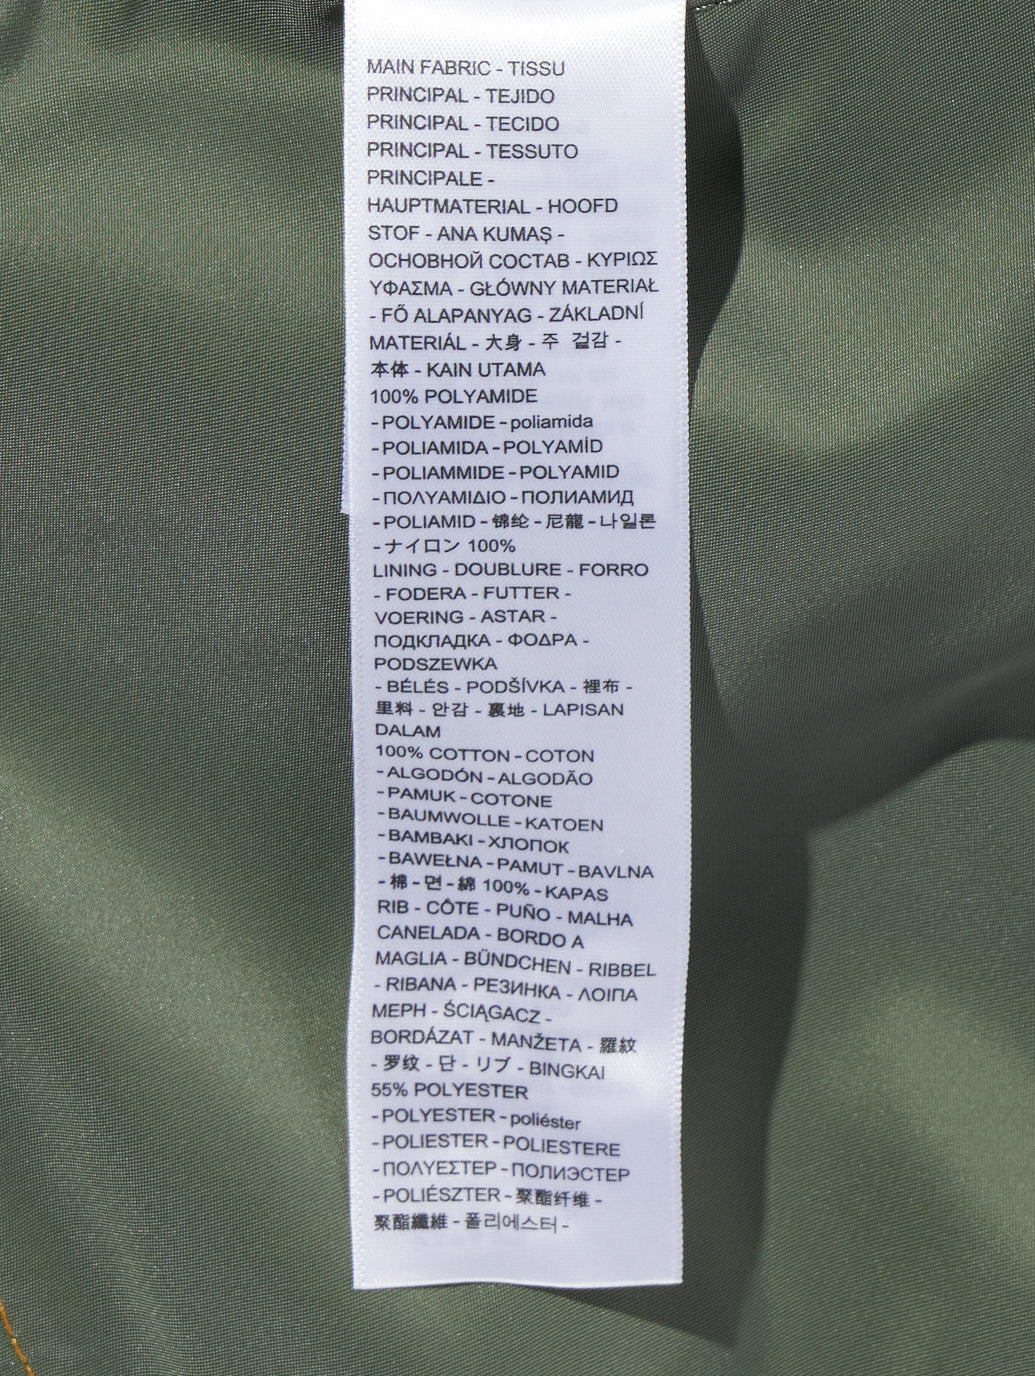 MAIN FABRIC - TISSU
PRINCIPAL - TEJIDO
PRINCIPAL - TECIDO
PRINCIPAL - TESSUTO
PRINCIPALE -
HAUPTMATERIAL - HOOFD
STOF - ANA KUMAŞ -
ОСНОВНОЙ СОСТАВ - ΚΥΡΙΩΣ
ΥΦΑΣΜΑ - GŁÓWNY MATERIAŁ
- FŐ ALAPANYAG - ZÁKLADNÍ
MATERIÁL - 大身 - 주 겉감 -
本体 - KAIN UTAMA
100% POLYAMIDE
- POLYAMIDE - poliamida
- POLIAMIDA - POLYAMİD
- POLIAMMIDE - POLYAMID
- ΠΟΛΥΑΜΙΔΙΟ - ПОЛИАМИД
- POLIAMID - 锦纶 - 尼龍 - 나일론
- ナイロン 100%
LINING - DOUBLURE - FORRO
- FODERA - FUTTER -
VOERING - ASTAR -
ПОДКЛАДКА - ΦΟΔΡΑ -
PODSZEWKA
- BÉLÉS - PODŠÍVKA - 裡布 -
里料 - 안감 - 裏地 - LAPISAN
DALAM
100% COTTON - COTON
- ALGODÓN - ALGODÃO
- PAMUK - COTONE
- BAUMWOLLE - KATOEN
- BAMBAKI - ХЛОПОК
- BAWEŁNA - PAMUT - BAVLNA
- 棉 - 면 - 綿 100% - KAPAS
RIB - CÔTE - PUÑO - MALHA
CANELADA - BORDO A
MAGLIA - BÜNDCHEN - RIBBEL
- RIBANA - РЕЗИНКА - ΛΟΙΠΑ
ΜΕΡΗ - ŚCIĄGACZ -
BORDÁZAT - MANŽETA - 羅紋
- 罗纹 - 단 - リブ - BINGKAI
55% POLYESTER
- POLYESTER - poliéster
- POLIESTER - POLIESTERE
- ΠΟΛΥΕΣΤΕΡ - ПОЛИЭСТЕР
- POLIÉSZTER - 聚酯纤维 -
聚酯纖維 - 폴리에스터 -